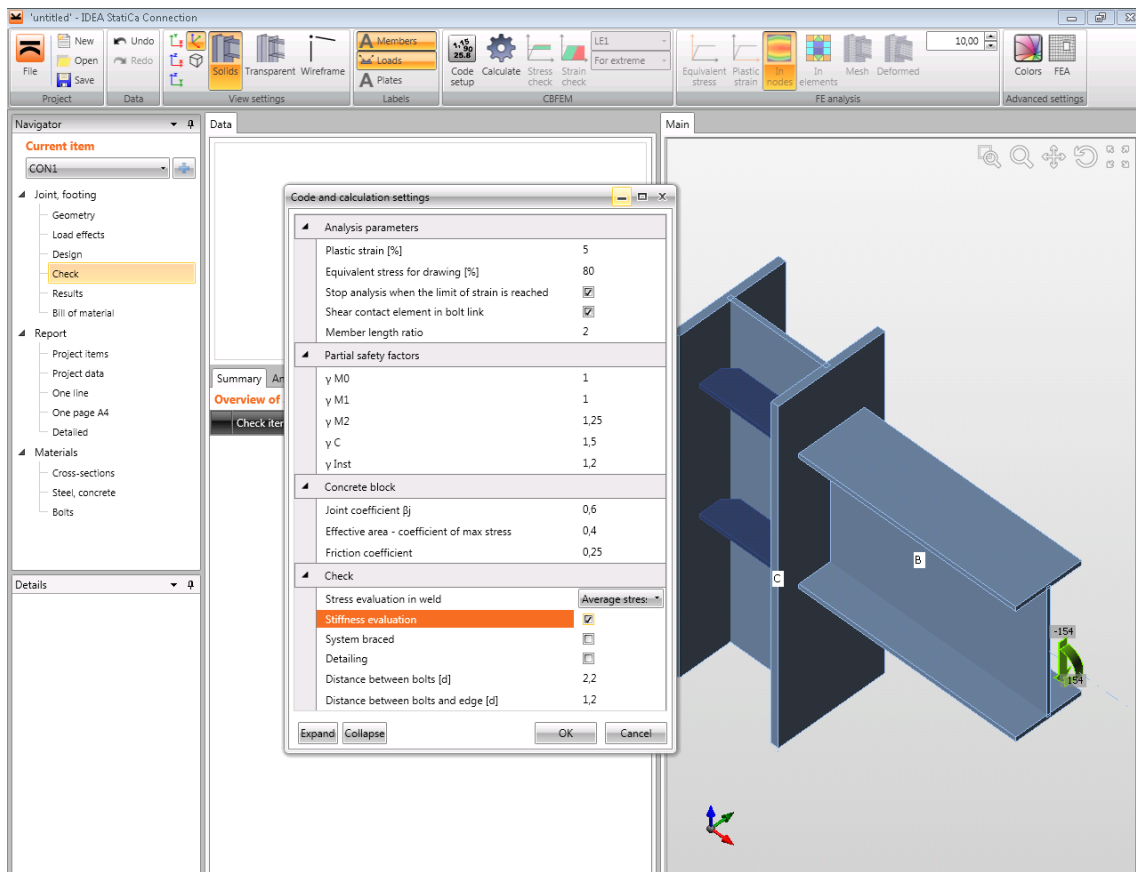 'untitled' - IDEA StatiCa Connection
File
New
Open
Save
Project
Undo
Redo
Data
Solids
Transparent
Wireframe
View settings
A Members
Loads
A Plates
Labels
1,15
90
25.8
Code setup
Calculate
Stress check
Strain check
LE1
For extreme
CBFEM
Equivalent stress
Plastic strain
In nodes
In elements
Mesh
Deformed
10,00
FE analysis
Colors
FEA
Advanced settings
Navigator
Current item
CON1
Joint, footing
Geometry
Load effects
Design
Check
Results
Bill of material
Report
Project items
Project data
One line
One page A4
Detailed
Materials
Cross-sections
Steel, concrete
Bolts
Details
Data
Summary An
Overview of
Check iter
Code and calculation settings
Analysis parameters
Plastic strain [%] 5
Equivalent stress for drawing [%] 80
Stop analysis when the limit of strain is reached
Shear contact element in bolt link
Member length ratio 2
Partial safety factors
γ M0 1
γ M1 1
γ M2 1,25
γ C 1,5
γ Inst 1,2
Concrete block
Joint coefficient βj 0,6
Effective area - coefficient of max stress 0,4
Friction coefficient 0,25
Check
Stress evaluation in weld Average stres
Stiffness evaluation
System braced
Detailing
Distance between bolts [d] 2,2
Distance between bolts and edge [d] 1,2
Expand Collapse OK Cancel
Main
B
C
-154
154